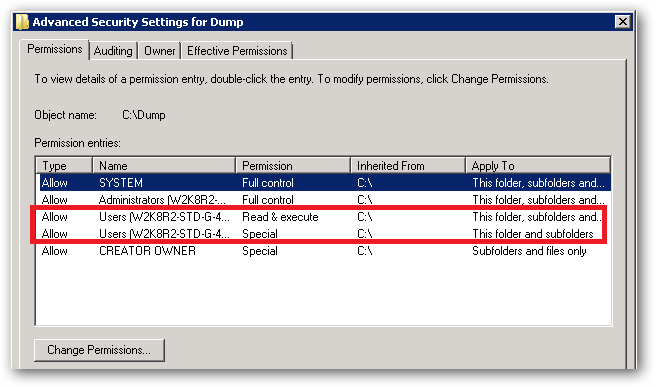 Advanced Security Settings for Dump
Permissions Auditing Owner Effective Permissions
To view details of a permission entry, double-click the entry. To modify permissions, click Change Permissions.
Object name: C:\Dump
Permission entries:
Type Name Permission Inherited From Apply To
Allow SYSTEM Full control C:\ This folder, subfolders and...
Allow Administrators (W2K8R2-... Full control C:\ This folder, subfolders and...
Allow Users (W2K8R2-STD-G-4... Read & execute C:\ This folder, subfolders and...
Allow Users (W2K8R2-STD-G-4... Special C:\ This folder and subfolders
Allow CREATOR OWNER Special C:\ Subfolders and files only
Change Permissions...